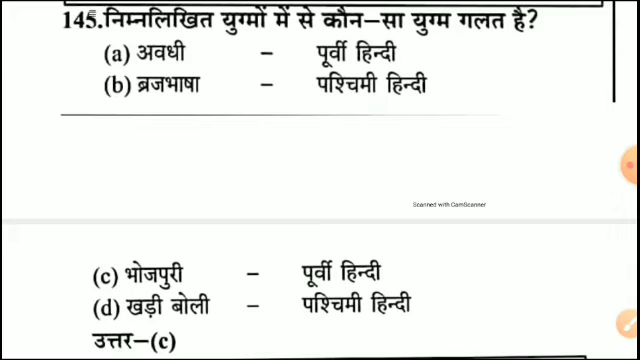 145.निम्नलिखित युग्मों में से कौन–सा युग्म गलत है?
(a) अवधी – पूर्वी हिन्दी
(b) ब्रजभाषा – पश्चिमी हिन्दी
Scanned with CamScanner
(c) भोजपुरी – पूर्वी हिन्दी
(d) खड़ी बोली – पश्चिमी हिन्दी
उत्तर–(c)